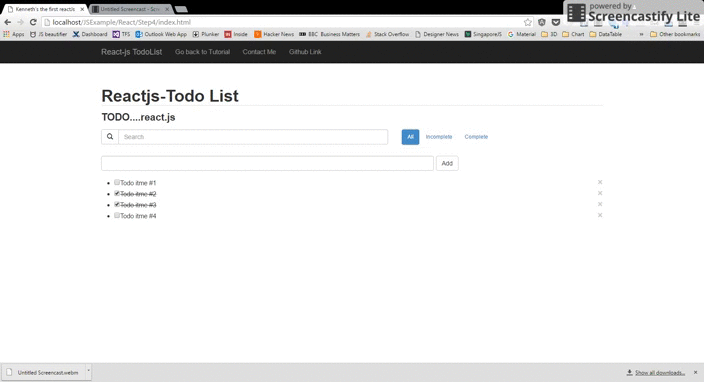 Kenneth's the first reactjs
Untitled Screencast - Scre
powered by
Screencastify Lite
localhost/JSExample/React/Step4/index.html
Apps JS beautifier Dashboard TFS Outlook Web App Plunker Inside Hacker News BBC Business Matters Stack Overflow Designer News SingaporeJS Material 3D Chart DataTable » Other bookmarks
React-js TodoList Go back to Tutorial Contact Me Github Link
Reactjs-Todo List
TODO....react.js
Search All Incomplete Complete
Add
Todo itme #1
Todo itme #2
Todo itme #3
Todo itme #4
Untitled Screencast.webm Show all downloads...